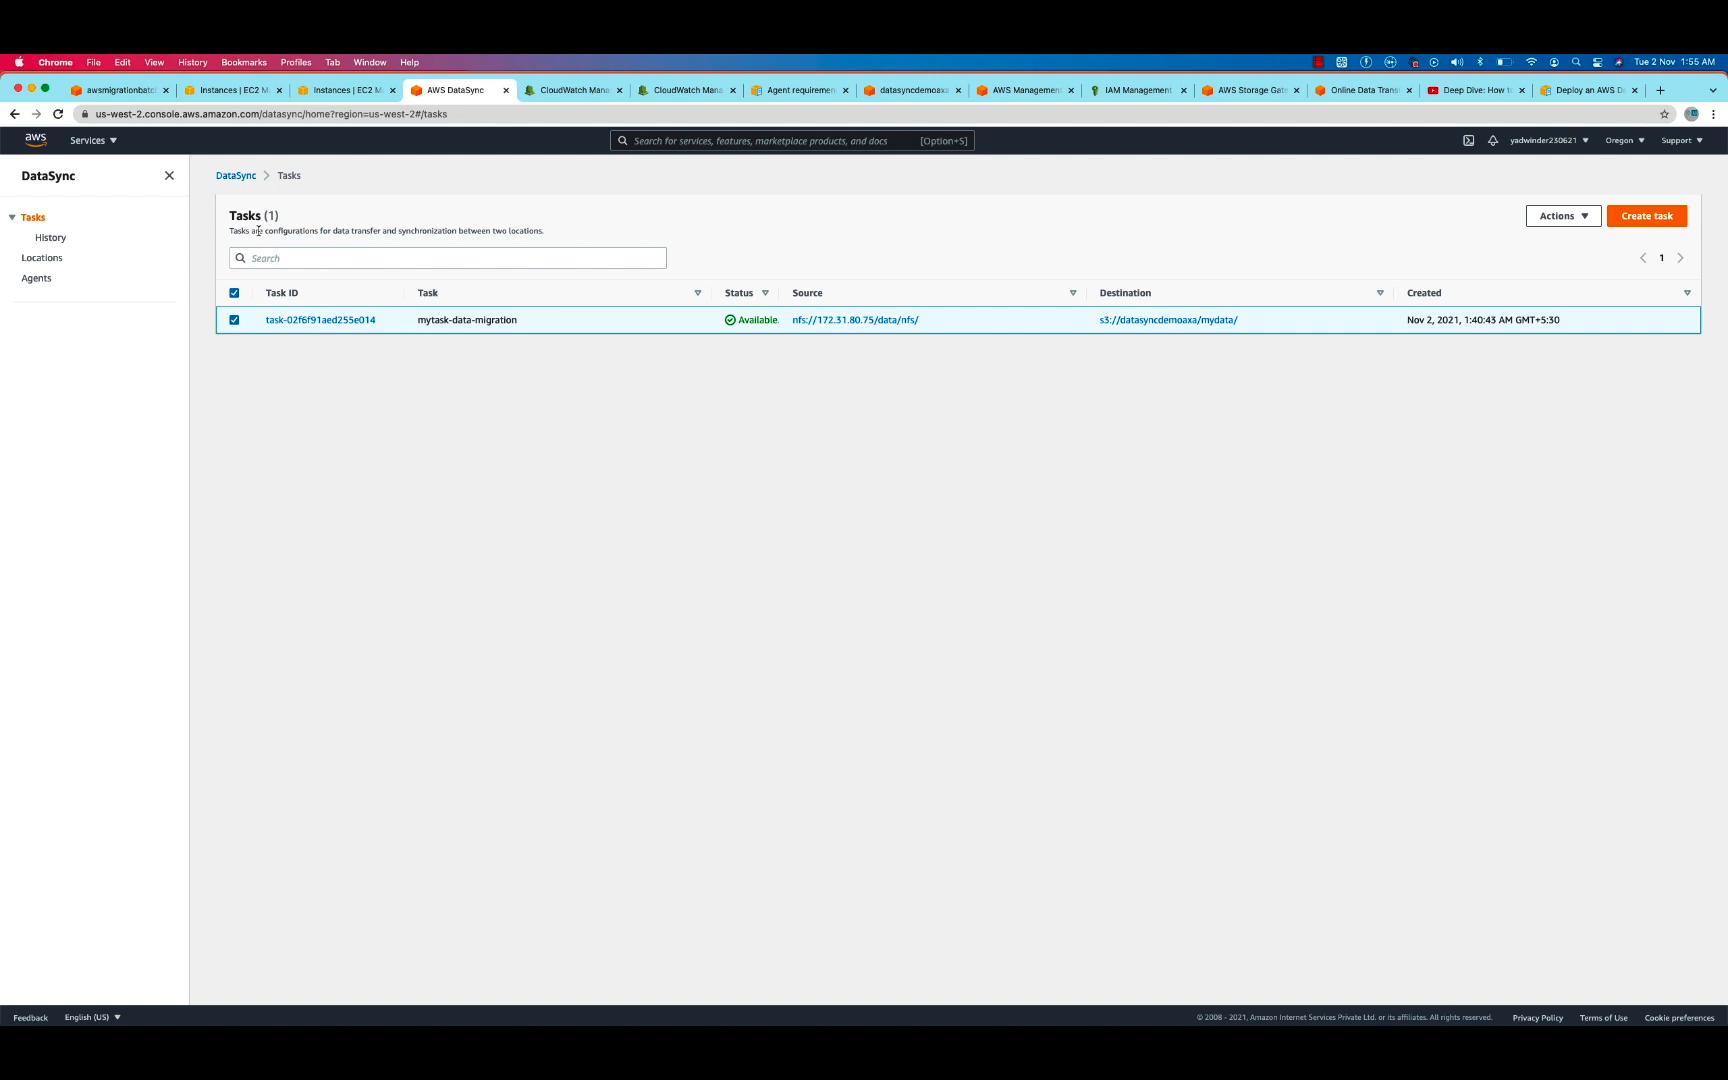 Chrome File Edit View History Bookmarks Profiles Tab Window Help Tue 2 Nov 1:55 AM
awsmigrationbatc Instances | EC2 M Instances | EC2 M AWS DataSync CloudWatch Mana CloudWatch Mana Agent requiremen datasyncdemoaxa AWS Management IAM Management AWS Storage Gate Online Data Trans Deep Dive: How to Deploy an AWS D
us-west-2.console.aws.amazon.com/datasync/home?region=us-west-2#/tasks
aws Services Search for services, features, marketplace products, and docs [Option+S] yadwinder230621 Oregon Support
DataSync
Tasks
History
Locations
Agents
DataSync Tasks
Tasks (1)
Tasks are configurations for data transfer and synchronization between two locations.
Actions Create task
Search
1
Task ID Task Status Source Destination Created
task-02f6f91aed255e014 mytask-data-migration Available nfs://172.31.80.75/data/nfs/ s3://datasyncdemoaxa/mydata/ Nov 2, 2021, 1:40:43 AM GMT+5:30
Feedback English (US) © 2008 - 2021, Amazon Internet Services Private Ltd. or its affiliates. All rights reserved. Privacy Policy Terms of Use Cookie preferences